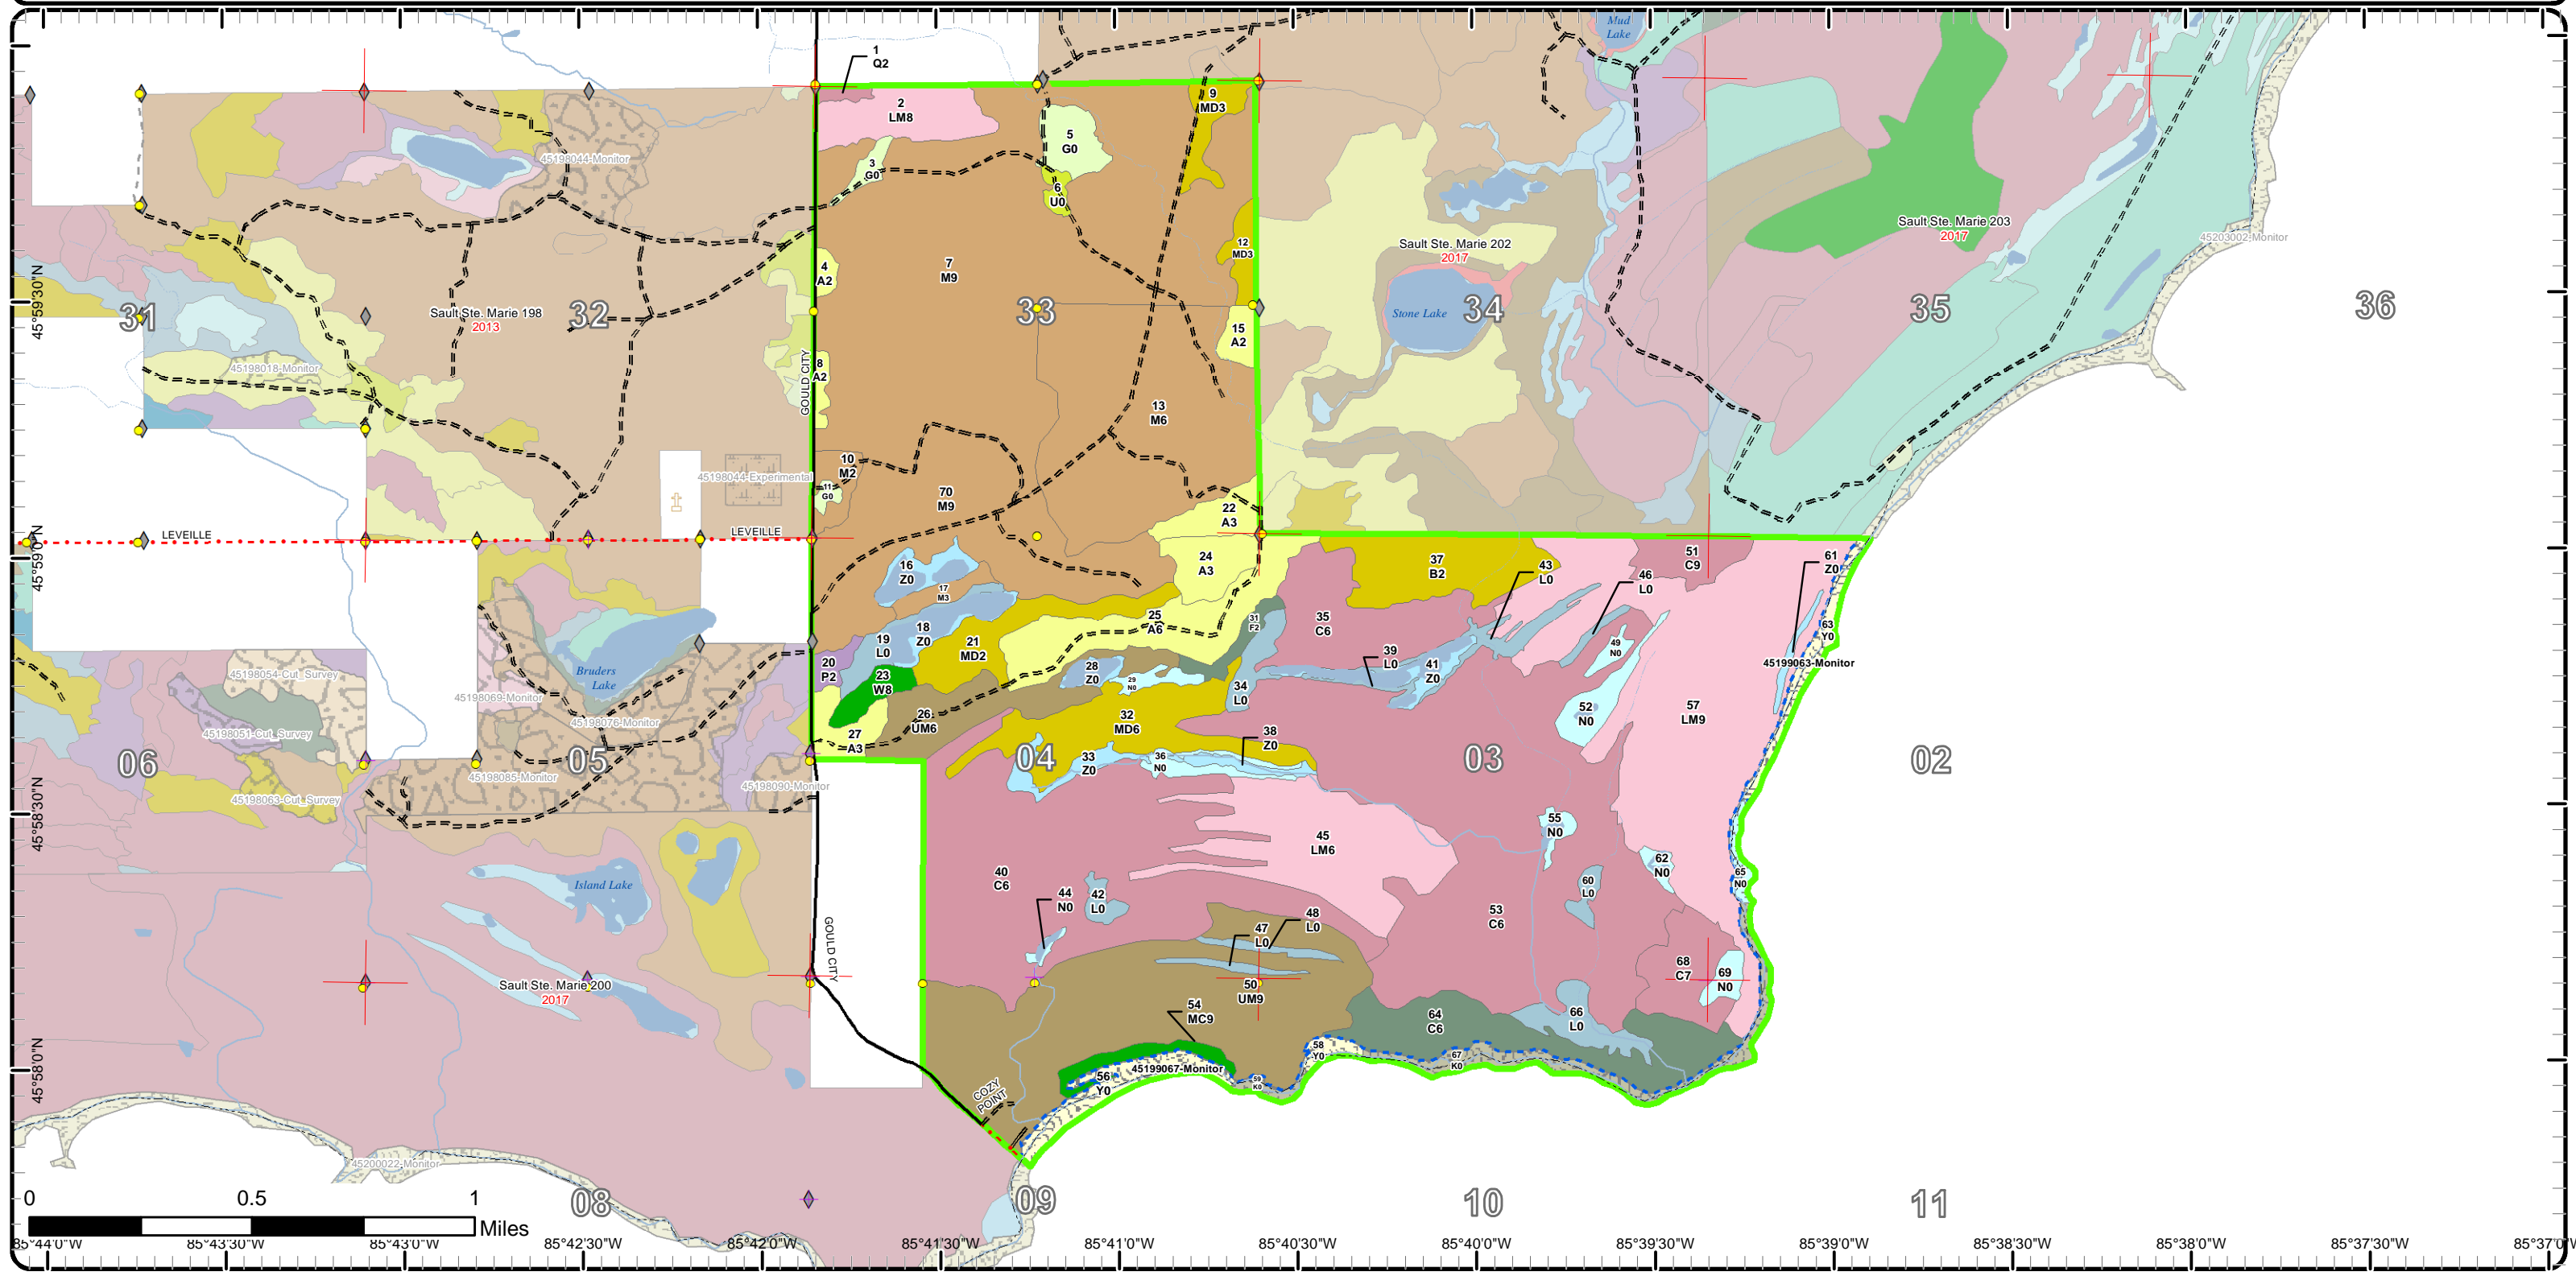 Mud
Lake
1
Q2
2
LM8
9
MD3
5
G0
3
G0
6
U0
45198044-Monitor
Sault Ste. Marie 203
2017
45203002-Monitor
Sault Ste. Marie 202
2017
12
MD3
4
A2
7
M9
45°59'30"N
31
Sault Ste. Marie 198
2013
32
33
34
35
36
Stone Lake
15
A2
45198018-Monitor
GOULD CITY
8
A2
13
M6
10
M2
45198044-Experimental
11
G0
70
M9
22
A3
LEVEILLE
LEVEILLE
45°59'0"N
24
A3
16
Z0
17
M3
37
B2
43
L0
46
L0
51
C9
61
Z0
25
A6
31
F2
35
C6
18
Z0
19
L0
21
MD2
49
N0
63
Y0
45199063-Monitor
20
P2
23
W8
28
Z0
29
N0
34
L0
39
L0
41
Z0
Bruders
Lake
45198054-Cut_Survey
45198069-Monitor
45198076-Monitor
45198051-Cut_Survey
26
UM6
27
A3
32
MD6
38
Z0
52
N0
57
LM9
06
05
04
03
02
33
Z0
36
N0
45198085-Monitor
45198090-Monitor
45198063-Cut_Survey
45°58'30"N
45
LM6
55
N0
62
N0
65
N0
40
C6
44
N0
42
L0
60
L0
Island Lake
GOULD CITY
47
L0
48
L0
53
C6
68
C7
69
N0
50
UM9
Sault Ste. Marie 200
2017
54
MC9
64
C6
66
L0
45°58'0"N
58
Y0
67
K0
59
K0
56
Y0
45199067-Monitor
COZY
POINT
45200022-Monitor
08
09
10
11
0 0.5 1
Miles
85°44'0"W 85°43'30"W 85°43'0"W 85°42'30"W 85°42'0"W 85°41'30"W 85°41'0"W 85°40'30"W 85°40'0"W 85°39'30"W 85°39'0"W 85°38'30"W 85°38'0"W 85°37'30"W 85°37'0"W